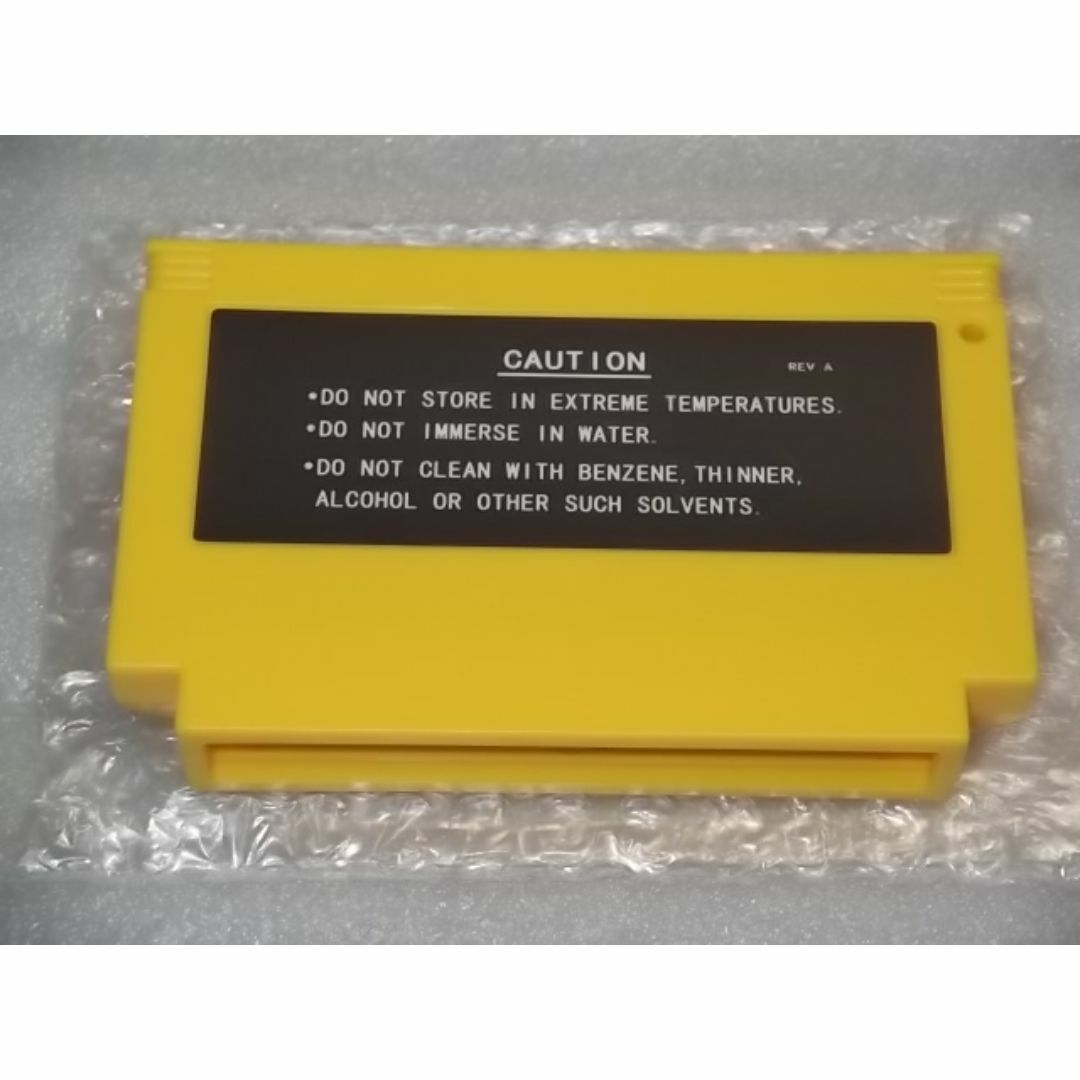 CAUTION
REV A
•DO NOT STORE IN EXTREME TEMPERATURES.
•DO NOT IMMERSE IN WATER.
•DO NOT CLEAN WITH BENZENE, THINNER,
ALCOHOL OR OTHER SUCH SOLVENTS.